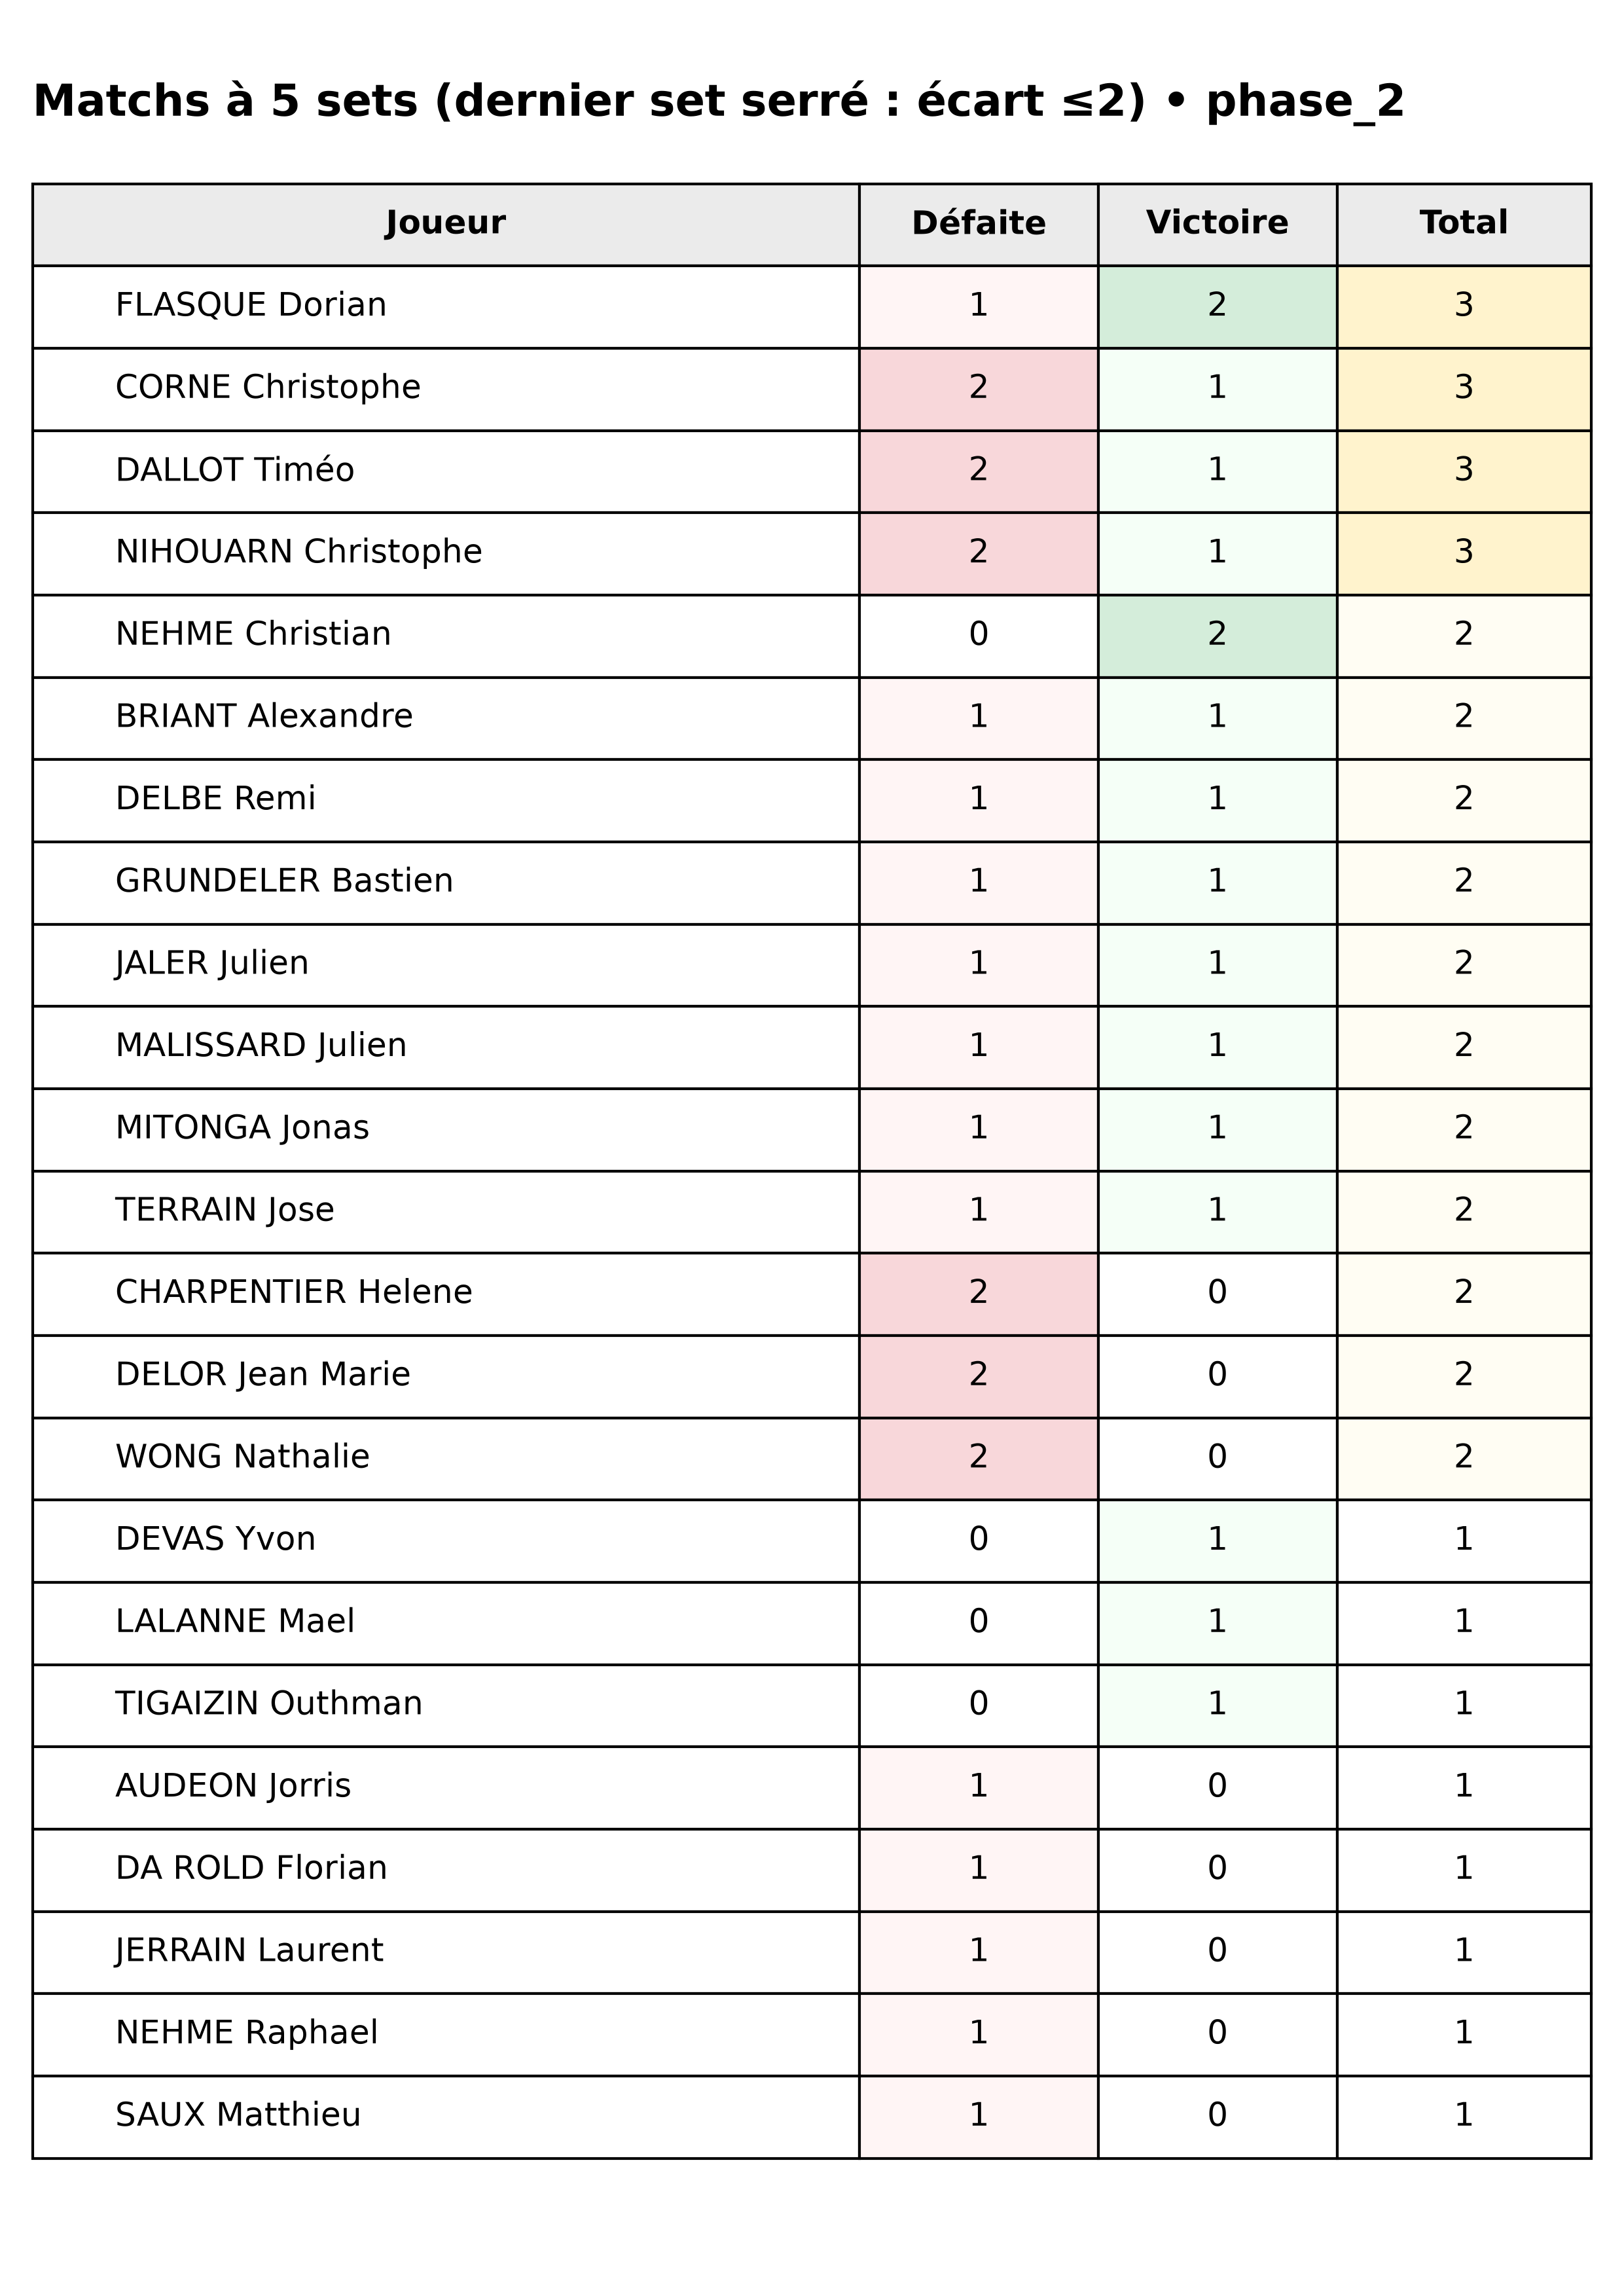 Matchs à 5 sets (dernier set serré : écart ≤2) • phase_2
Joueur Défaite Victoire Total
FLASQUE Dorian 1 2 3
CORNE Christophe 2 1 3
DALLOT Timéo 2 1 3
NIHOUARN Christophe 2 1 3
NEHME Christian 0 2 2
BRIANT Alexandre 1 1 2
DELBE Remi 1 1 2
GRUNDELER Bastien 1 1 2
JALER Julien 1 1 2
MALISSARD Julien 1 1 2
MITONGA Jonas 1 1 2
TERRAIN Jose 1 1 2
CHARPENTIER Helene 2 0 2
DELOR Jean Marie 2 0 2
WONG Nathalie 2 0 2
DEVAS Yvon 0 1 1
LALANNE Mael 0 1 1
TIGAIZIN Outhman 0 1 1
AUDEON Jorris 1 0 1
DA ROLD Florian 1 0 1
JERRAIN Laurent 1 0 1
NEHME Raphael 1 0 1
SAUX Matthieu 1 0 1